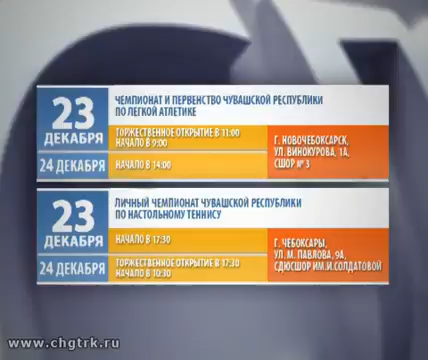 23
ДЕКАБРЯ
ЧЕМПИОНАТ И ПЕРВЕНСТВО ЧУВАШСКОЙ РЕСПУБЛИКИ
ПО ЛЕГКОЙ АТЛЕТИКЕ
ТОРЖЕСТВЕННОЕ ОТКРЫТИЕ В 11:00
НАЧАЛО В 9:00
24 ДЕКАБРЯ
НАЧАЛО В 14:00
Г. НОВОЧЕБОКСАРСК,
УЛ. ВИНОКУРОВА, 1А,
СШОР № 3
23
ДЕКАБРЯ
ЛИЧНЫЙ ЧЕМПИОНАТ ЧУВАШСКОЙ РЕСПУБЛИКИ
ПО НАСТОЛЬНОМУ ТЕННИСУ
НАЧАЛО В 17:30
24 ДЕКАБРЯ
ТОРЖЕСТВЕННОЕ ОТКРЫТИЕ В 17:30
НАЧАЛО В 10:30
Г. ЧЕБОКСАРЫ,
УЛ. М. ПАВЛОВА, 9А,
СДЮСШОР ИМ.И.СОЛДАТОВОЙ
www.chgtrk.ru